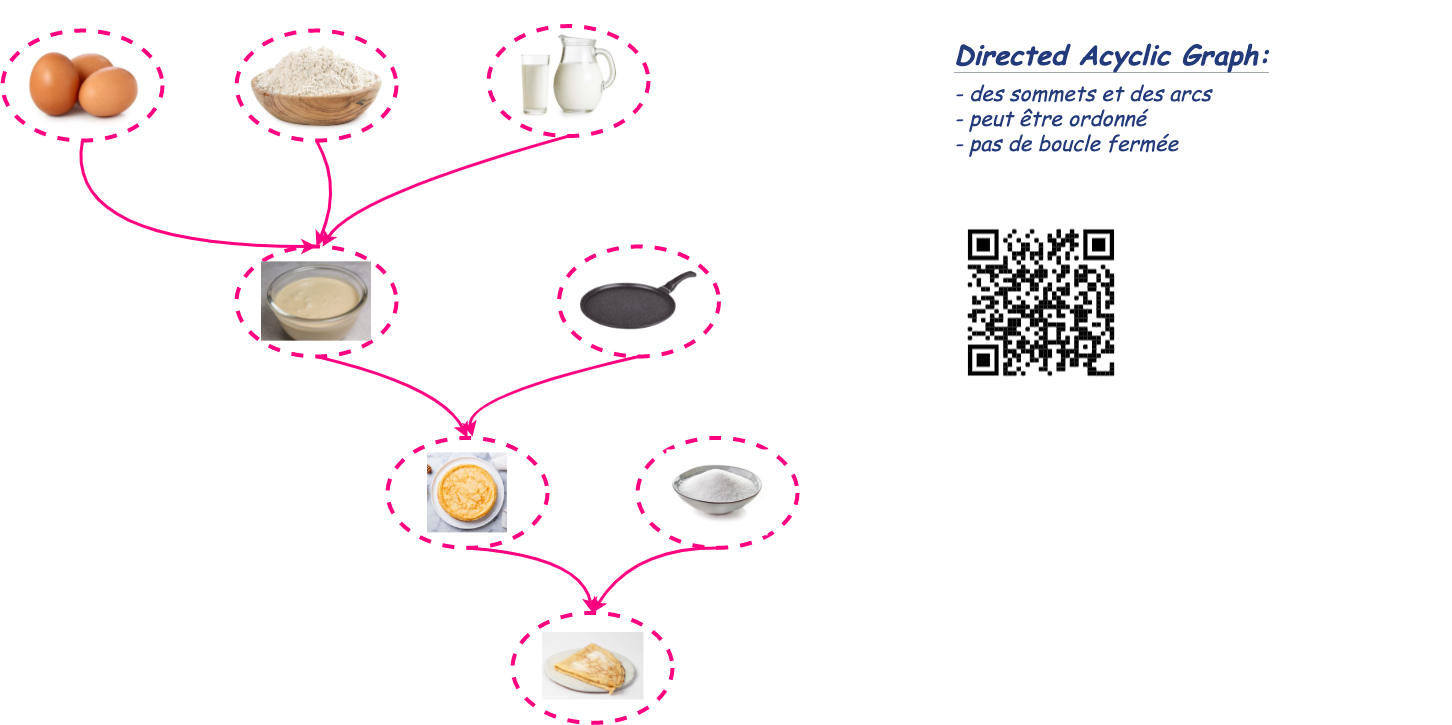 Directed Acyclic Graph:
- des sommets et des arcs
- peut être ordonné
- pas de boucle fermée